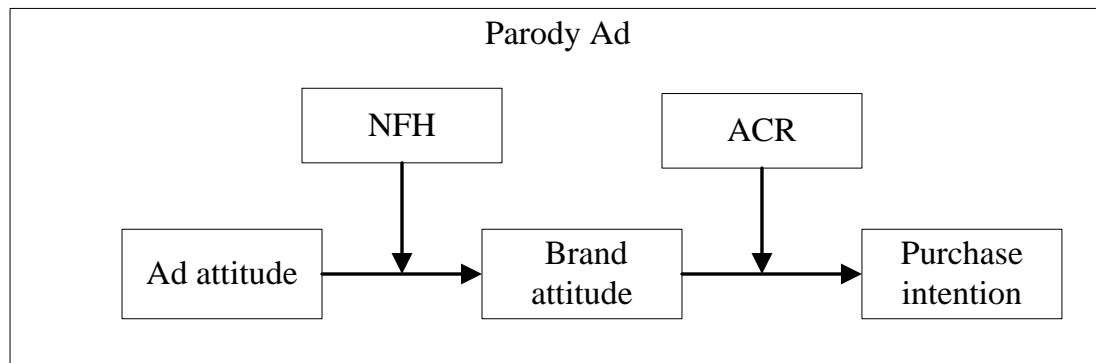 Parody Ad
NFH
ACR
Ad attitude
Brand
attitude
Purchase
intention